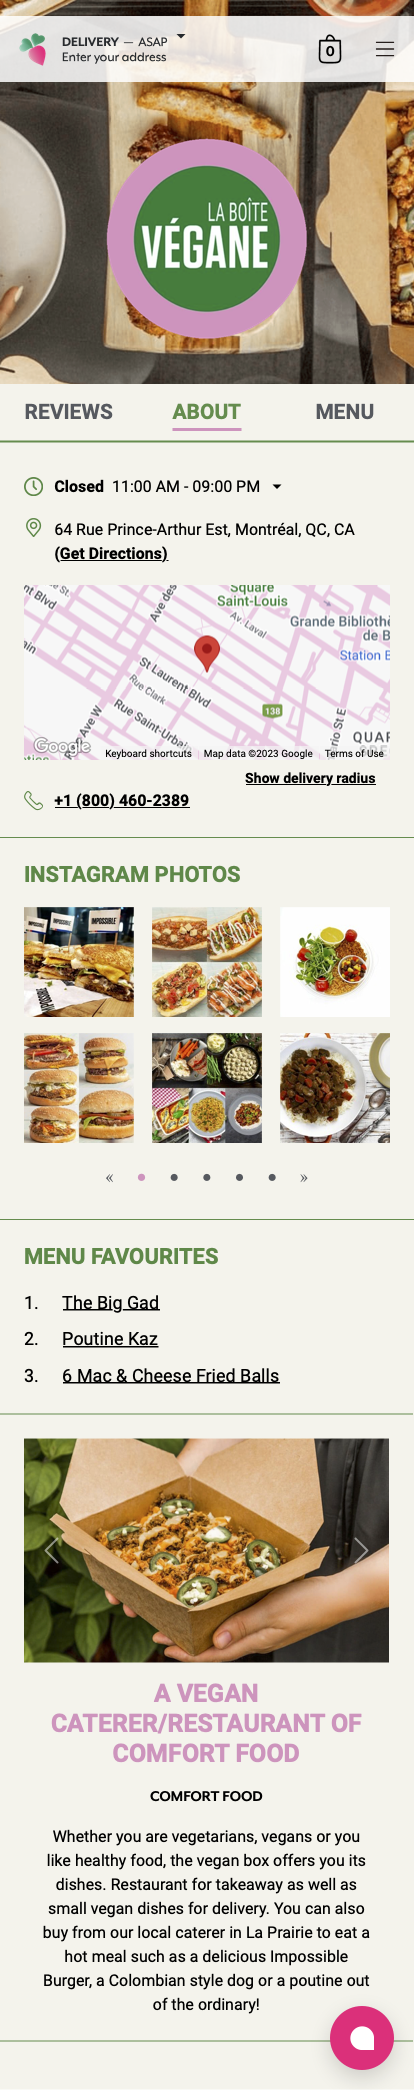 DELIVERY — ASAP
Enter your address
0
LA BOÎTE
VÉGANE
REVIEWS
ABOUT
MENU
Closed 11:00 AM - 09:00 PM
64 Rue Prince-Arthur Est, Montréal, QC, CA
(Get Directions)
Square
Saint-Louis
Ave des
Av. Laval
Grande Biblioth
de B
Station B
St Laurent Blvd
Rue Clark
Rue Saint-Urbai
138
Ave W
rio St E
QUAR
Google
Keyboard shortcuts
Map data ©2023 Google
Terms of Use
Show delivery radius
+1 (800) 460-2389
INSTAGRAM PHOTOS
IMPOSSIBLE
« »
MENU FAVOURITES
1. The Big Gad
2. Poutine Kaz
3. 6 Mac & Cheese Fried Balls
A VEGAN
CATERER/RESTAURANT OF
COMFORT FOOD
COMFORT FOOD
Whether you are vegetarians, vegans or you
like healthy food, the vegan box offers you its
dishes. Restaurant for takeaway as well as
small vegan dishes for delivery. You can also
buy from our local caterer in La Prairie to eat a
hot meal such as a delicious Impossible
Burger, a Colombian style dog or a poutine out
of the ordinary!